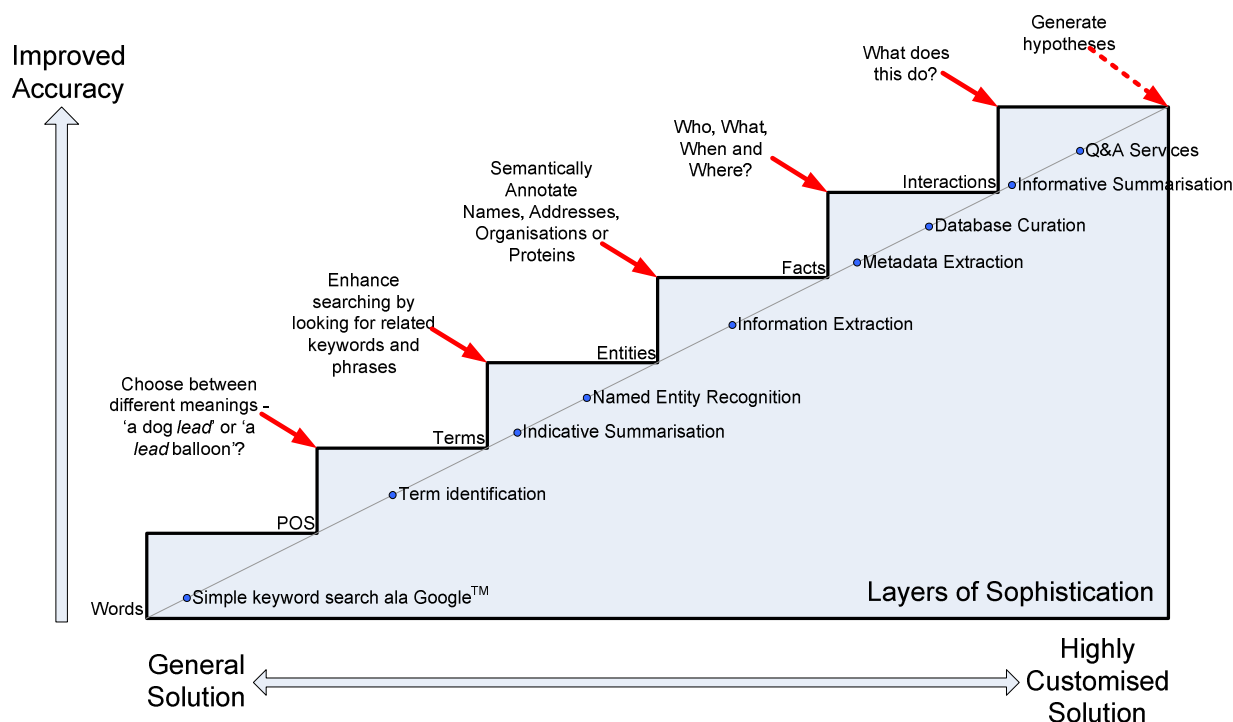 Generate
hypotheses
Improved
Accuracy
What does
this do?
Who, What,
When and
Where?
Q&A Services
Semantically
Annotate
Names, Addresses,
Organisations or
Proteins
Interactions
Informative Summarisation
Database Curation
Facts
Metadata Extraction
Enhance
searching by
looking for related
keywords and
phrases
Information Extraction
Entities
Choose between
different meanings -
‘a dog lead’ or ‘a
lead balloon’?
Named Entity Recognition
Terms
Indicative Summarisation
Term identification
POS
Words
Simple keyword search ala Google™
Layers of Sophistication
General
Solution
Highly
Customised
Solution